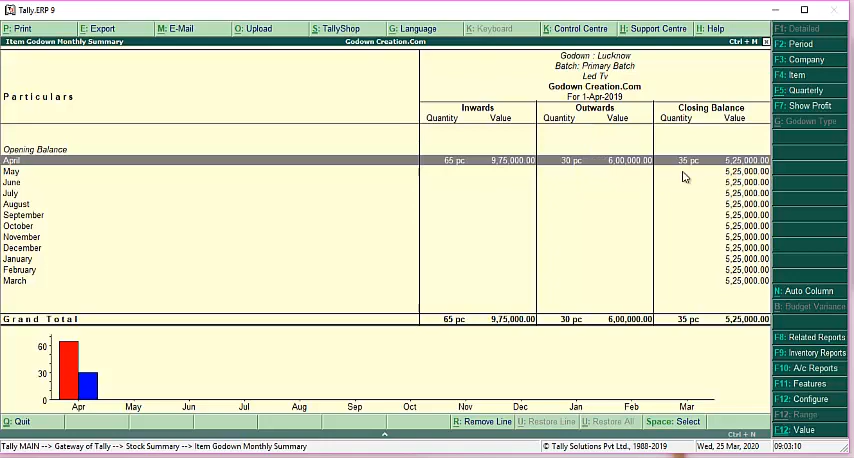 Tally.ERP 9
P: Print E: Export M: E-Mail O: Upload S: TallyShop G: Language K: Keyboard K: Control Centre H: Support Centre H: Help
Item Godown Monthly Summary Godown Creation.Com Ctrl + M
Particulars
Godown : Lucknow
Batch: Primary Batch
Led Tv
Godown Creation.Com
For 1-Apr-2019
Inwards Outwards Closing Balance
Quantity Value Quantity Value Quantity Value
Opening Balance
April 65 pc 9,75,000.00 30 pc 6,00,000.00 35 pc 5,25,000.00
May 5,25,000.00
June 5,25,000.00
July 5,25,000.00
August 5,25,000.00
September 5,25,000.00
October 5,25,000.00
November 5,25,000.00
December 5,25,000.00
January 5,25,000.00
February 5,25,000.00
March 5,25,000.00
Grand Total 65 pc 9,75,000.00 30 pc 6,00,000.00 35 pc 5,25,000.00
60
30
0
Apr May Jun Jul Aug Sep Oct Nov Dec Jan Feb Mar
Q: Quit R: Remove Line U: Restore Line U: Restore All Space: Select
Ctrl + N
Tally MAIN --> Gateway of Tally --> Stock Summary --> Item Godown Monthly Summary © Tally Solutions Pvt Ltd., 1988-2019 Wed, 25 Mar, 2020 09:03:10
F1: Detailed
F2: Period
F3: Company
F4: Item
F5: Quarterly
F7: Show Profit
G: Godown Type
N: Auto Column
B: Budget Variance
F8: Related Reports
F9: Inventory Reports
F10: A/c Reports
F11: Features
F12: Configure
F12: Range
F12: Value